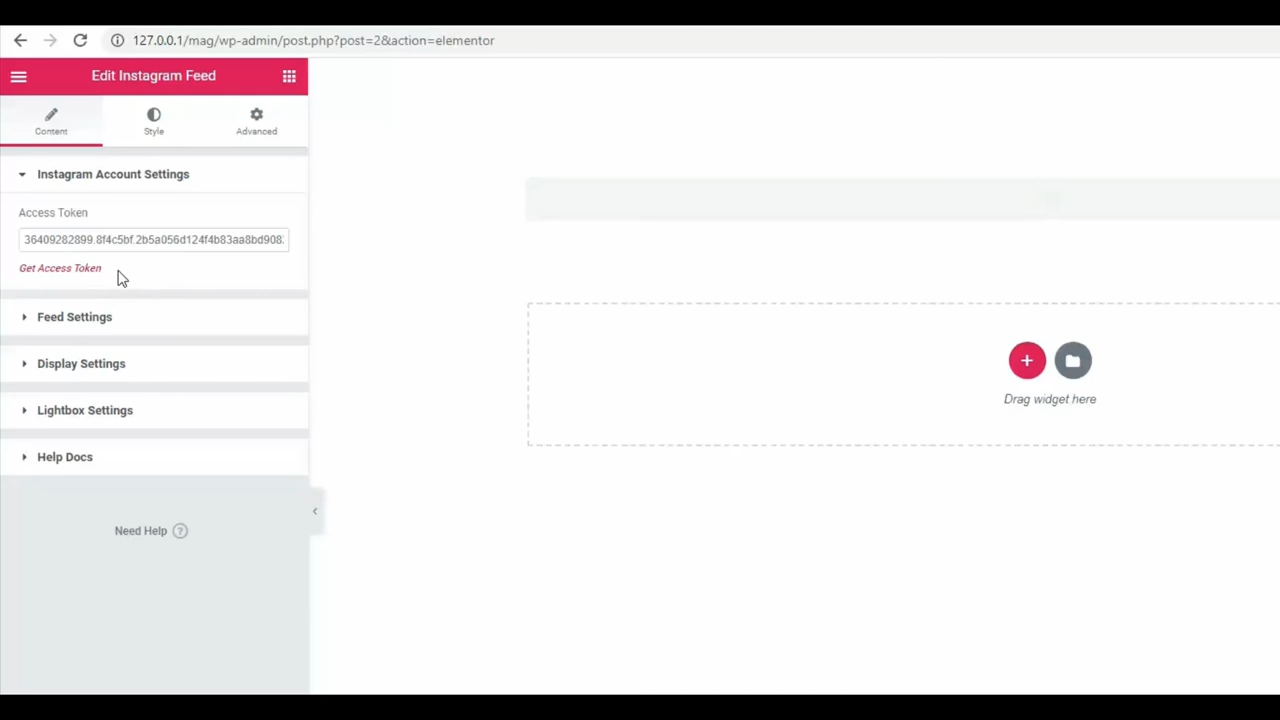 127.0.0.1/mag/wp-admin/post.php?post=2&action=elementor
Edit Instagram Feed
Content
Style
Advanced
Instagram Account Settings
Access Token
36409282899.8f4c5bf.2b5a056d124f4b83aa8bd908
Get Access Token
Feed Settings
Display Settings
Lightbox Settings
Help Docs
Need Help ?
Drag widget here